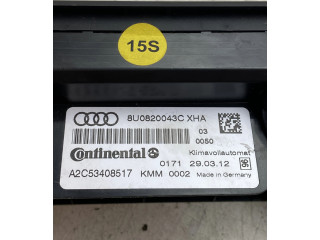 15S
8U0820043C XHA
03
0050
Continental
Klimavollautomat
0171 29.03.12
A2C53408517 KMM 0002 Made in Germany